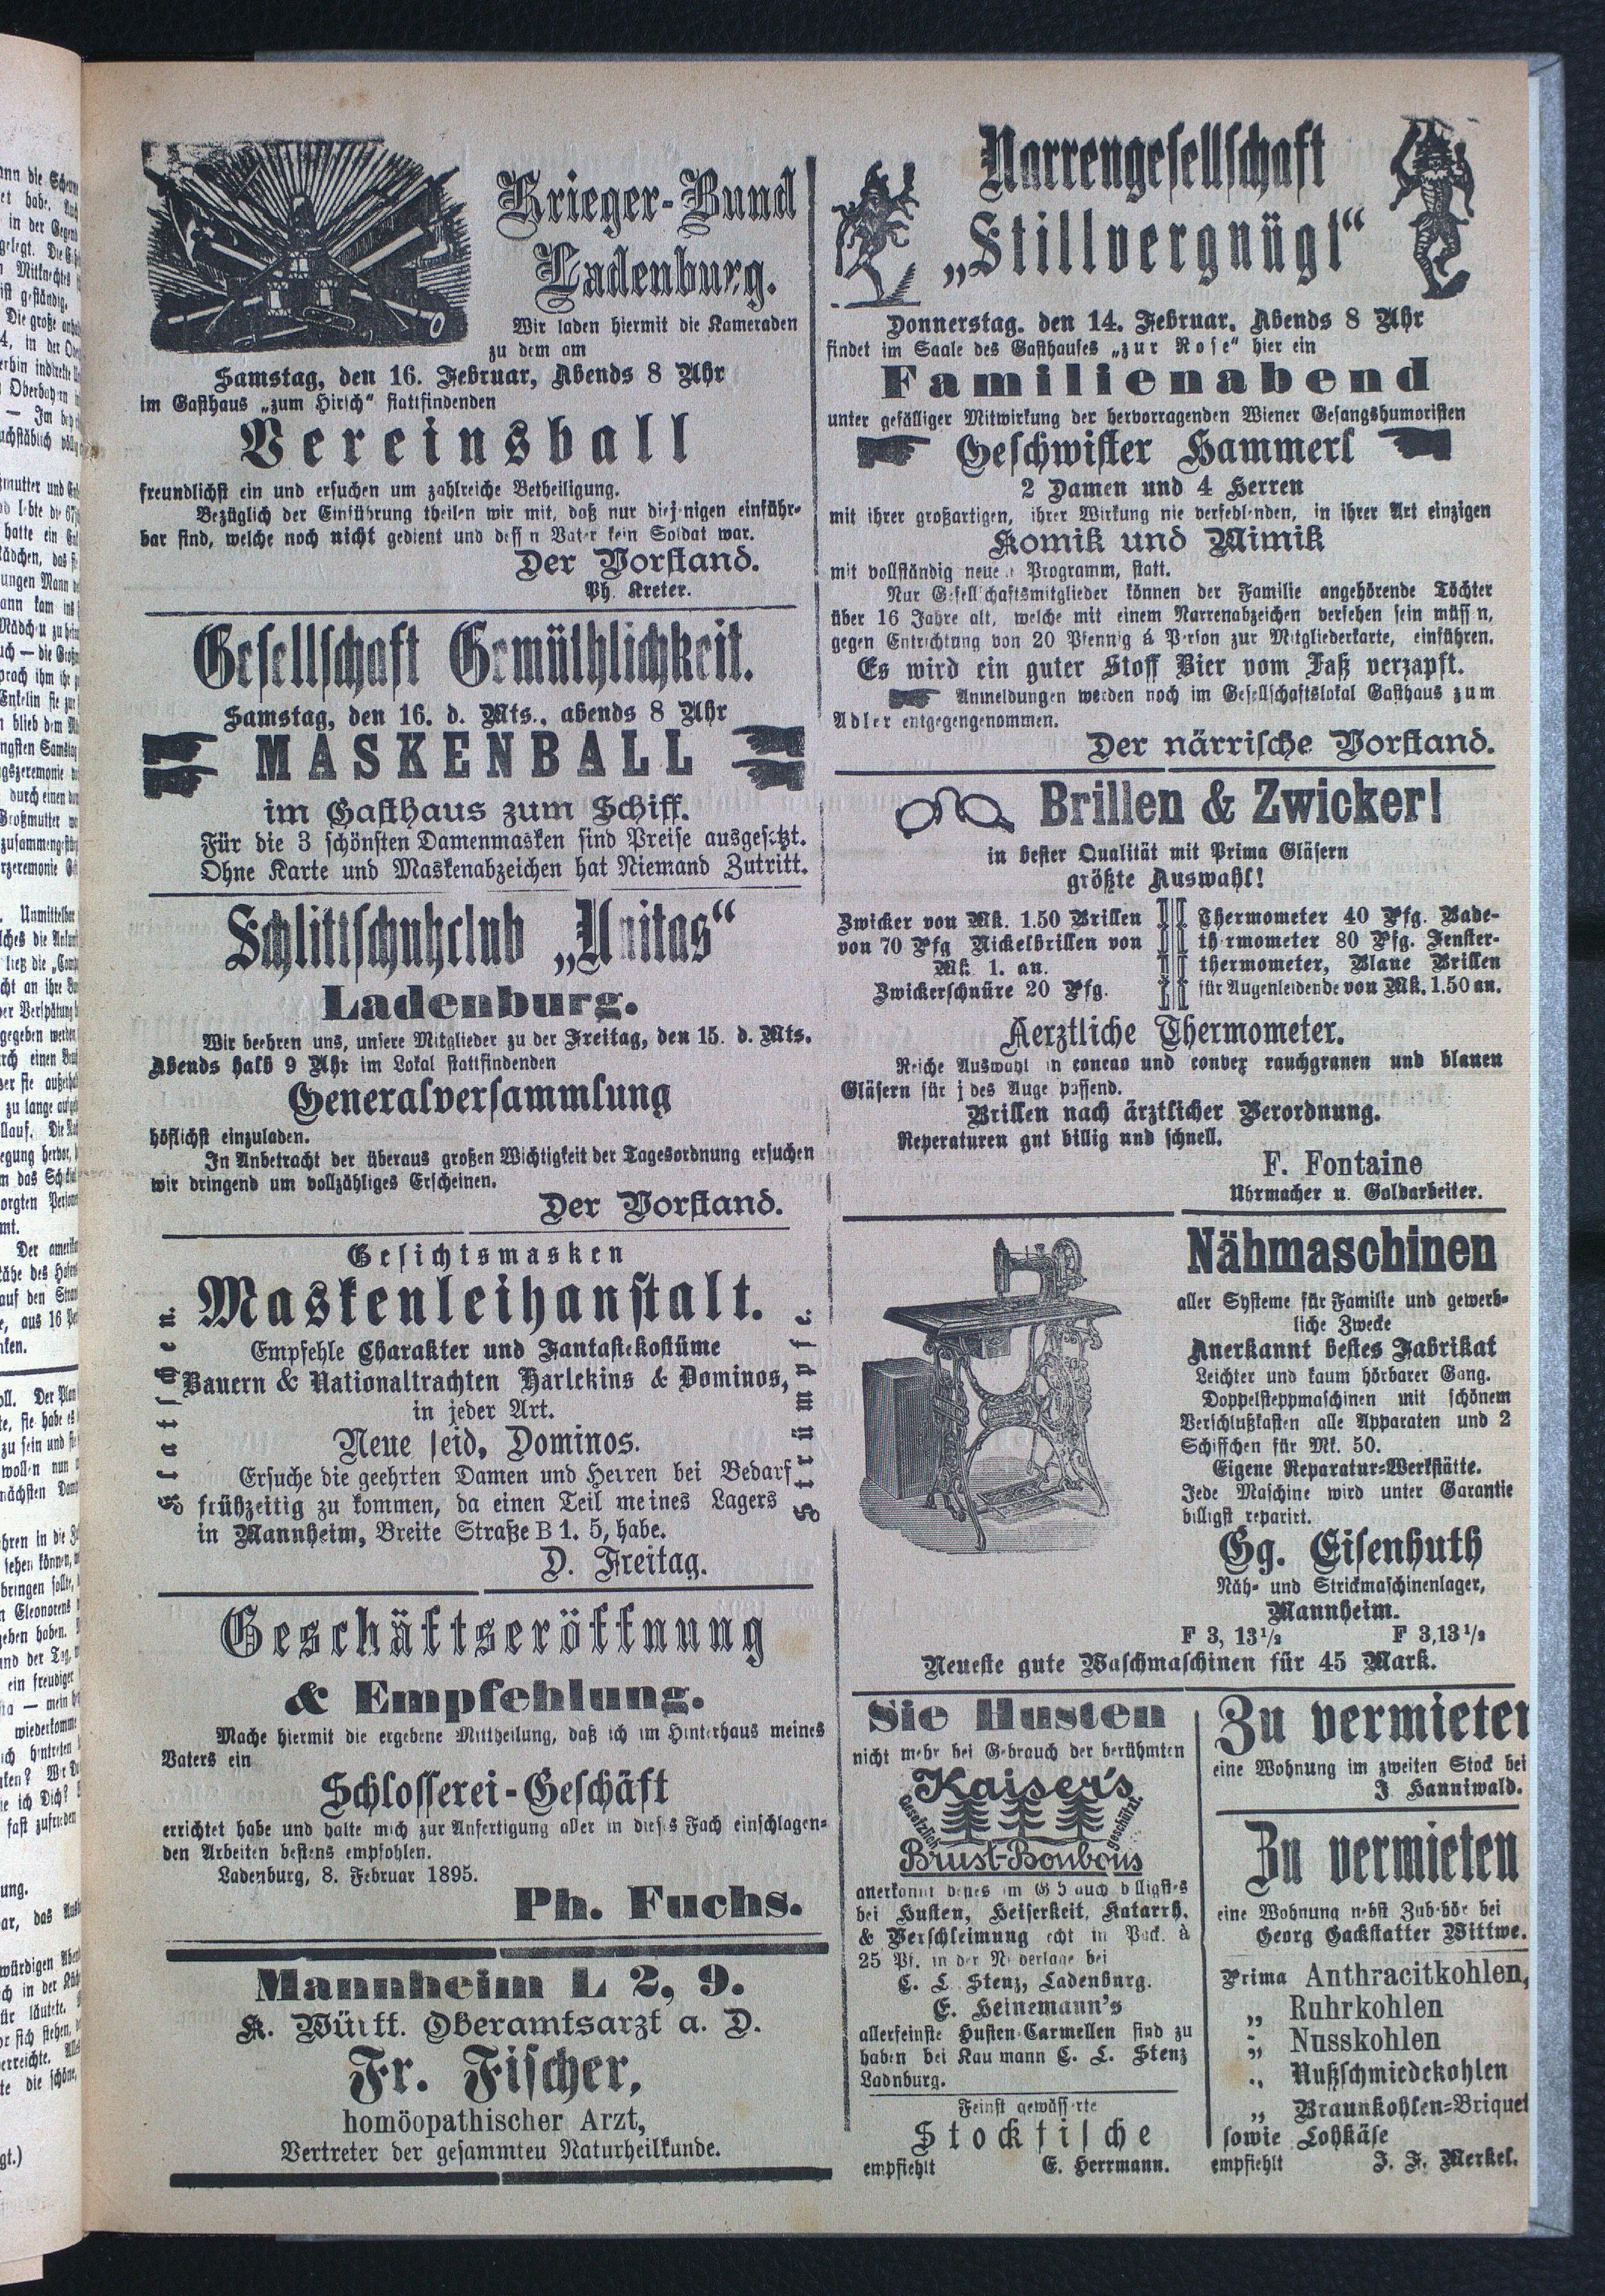 Krieger-Bund
Ladenburg.
Wir laden hiermit die Kameraden
zu dem am
Samstag, den 16. Februar, Abends 8 Uhr
im Gasthaus „zum Hirsch“ stattfindenden
Vereinsball
freundlichst ein und ersuchen um zahlreiche Betheiligung.
Bezüglich der Einführung theilen wir mit, daß nur diejenigen einführ-
bar sind, welche noch nicht gedient und dessen Vater kein Soldat war.
Der Vorstand.
Ph. Kreter.
Gesellschaft Gemüthlichkeit.
Samstag, den 16. d. Mts., abends 8 Uhr
MASKENBALL
im Gasthaus zum Schiff.
Für die 3 schönsten Damenmasken sind Preise ausgesetzt.
Ohne Karte und Maskenabzeichen hat Niemand Zutritt.
Schlittschuhclub „Unitas“
Ladenburg.
Wir beehren uns, unsere Mitglieder zu der Freitag, den 15. d. Mts.
Abends halb 9 Uhr im Lokal stattfindenden
Generalversammlung
höflichst einzuladen.
In Anbetracht der überaus großen Wichtigkeit der Tagesordnung ersuchen
wir dringend um vollzähliges Erscheinen.
Der Vorstand.
Gesichtsmasken
Maskenleihanstalt.
Empfehle Charakter und Fantasiekostüme
Bauern & Nationaltrachten Harlekins & Dominos,
in jeder Art.
Neue seid, Dominos.
Ersuche die geehrten Damen und Herren bei Bedarf
frühzeitig zu kommen, da einen Teil meines Lagers
in Mannheim, Breite Straße B 1. 5, habe.
D. Freitag.
Strümpfe.
Geschäftseröffnung
& Empfehlung.
Mache hiermit die ergebene Mittheilung, daß ich im Hinterhaus meines
Vaters ein
Schlosserei-Geschäft
errichtet habe und halte mich zur Anfertigung aller in dieses Fach einschlagen-
den Arbeiten bestens empfohlen.
Ladenburg, 8. Februar 1895.
Ph. Fuchs.
Mannheim L 2, 9.
K. Württ. Oberamtsarzt a. D.
Fr. Fischer,
homöopathischer Arzt,
Vertreter der gesammten Naturheilkunde.
Narrengesellschaft
„Stillvergnügt“
Donnerstag. den 14. Februar, Abends 8 Uhr
findet im Saale des Gasthauses „zur Rose“ hier ein
Familienabend
unter gefälliger Mitwirkung der hervorragenden Wiener Gesangshumoristen
Geschwister Hammerl
2 Damen und 4 Herren
mit ihrer großartigen, ihrer Wirkung nie verfehlenden, in ihrer Art einzigen
Komik und Mimik
mit vollständig neuem Programm, statt.
Nur Gesellschaftsmitglieder können der Familie angehörende Töchter
über 16 Jahre alt, welche mit einem Narrenabzeichen versehen sein müssen,
gegen Entrichtung von 20 Pfennig á Person zur Mitgliederkarte, einführen.
Es wird ein guter Stoff Bier vom Faß verzapft.
Anmeldungen werden noch im Gesellschaftslokal Gasthaus zum
Adler entgegengenommen.
Der närrische Vorstand.
Brillen & Zwicker!
in bester Qualität mit Prima Gläsern
größte Auswahl!
Zwicker von Mk. 1.50 Brillen
von 70 Pfg Nickelbrillen von
Mk 1. an.
Zwickerschnüre 20 Pfg.
Thermometer 40 Pfg. Bade-
thermometer 80 Pfg. Fenster-
thermometer, Blaue Brillen
für Augenleidende von Mk. 1.50 an.
Aerztliche Thermometer.
Reiche Auswahl in concav und convex rauchgrauen und blauen
Gläsern für jedes Auge passend.
Brillen nach ärztlicher Verordnung.
Reperaturen gut billig und schnell.
F. Fontaine
Uhrmacher u. Goldarbeiter.
Nähmaschinen
aller Systeme für Familie und gewerb-
liche Zwecke
Anerkannt bestes Fabrikat
Leichter und kaum hörbarer Gang.
Doppelsteppmaschinen mit schönem
Verschlußkasten alle Apparaten und 2
Schiffchen für Mk. 50.
Eigene Reparatur-Werkstätte.
Jede Maschine wird unter Garantie
billigst reparirt.
Gg. Eisenhuth
Näh- und Strickmaschinenlager,
Mannheim.
F 3, 13½ F 3,13½
Neueste gute Waschmaschinen für 45 Mark.
Sie Husten
nicht mehr bei Gebrauch der berühmten
Kaiser's
Gesetzlich geschützt.
Brust-Bonbons
anerkannt bestes im Gebrauch billigstes
bei Husten, Heiserkeit, Katarrh,
& Verschleimung echt in Pack. à
25 Pf. in der Niederlage bei
C. L. Stenz, Ladenburg.
E. Heinemann's
allerfeinste Husten-Carmellen sind zu
haben bei Kaufmann C. L. Stenz
Ladnburg.
Feinst gewässerte
Stockfische
empfiehlt E. Herrmann.
Zu vermieten
eine Wohnung im zweiten Stock bei
J. Hanniwald.
Zu vermieten
eine Wohnung nebst Zubehör bei
Georg Gackstatter Wittwe.
Prima Anthracitkohlen,
„ Ruhrkohlen
„ Nusskohlen
„ Nußschmiedekohlen
„ Braunkohlen-Briquet
sowie Lohkäse
empfiehlt J. F. Merkel.